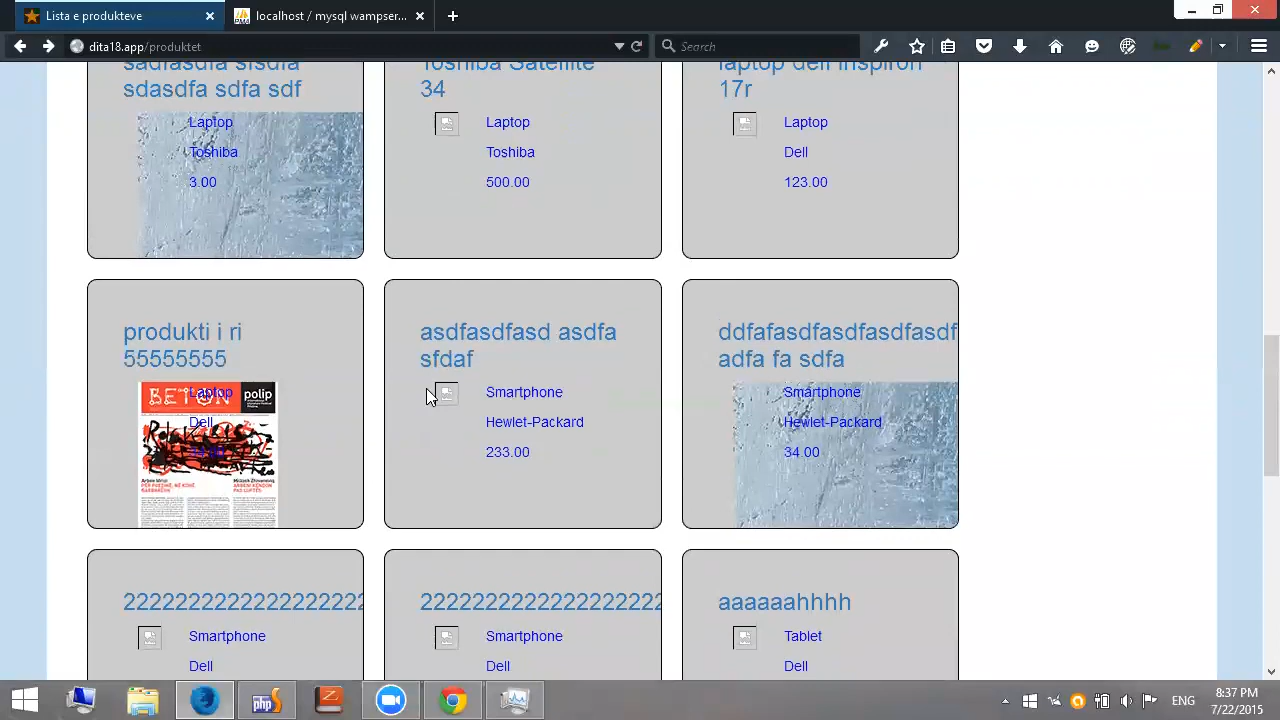 Lista e produkteve
localhost / mysql wampser...
dita18.app/produktet
Search
sadfasdfa sfsdfa
sdasdfa sdfa sdf
Laptop
Toshiba
3.00
Toshiba Satellite
34
Laptop
Toshiba
500.00
laptop dell inspiron
17r
Laptop
Dell
123.00
produkti i ri
55555555
Laptop
Dell
BETON
polip
asdfasdfasd asdfa
sfdaf
Smartphone
Hewlet-Packard
233.00
ddfafasdfasdfasdfasdf
adfa fa sdfa
Smartphone
Hewlet-Packard
34.00
2222222222222222222
Smartphone
Dell
2222222222222222222
Smartphone
Dell
aaaaaahhhh
Tablet
Dell
php
ENG
8:37 PM
7/22/2015